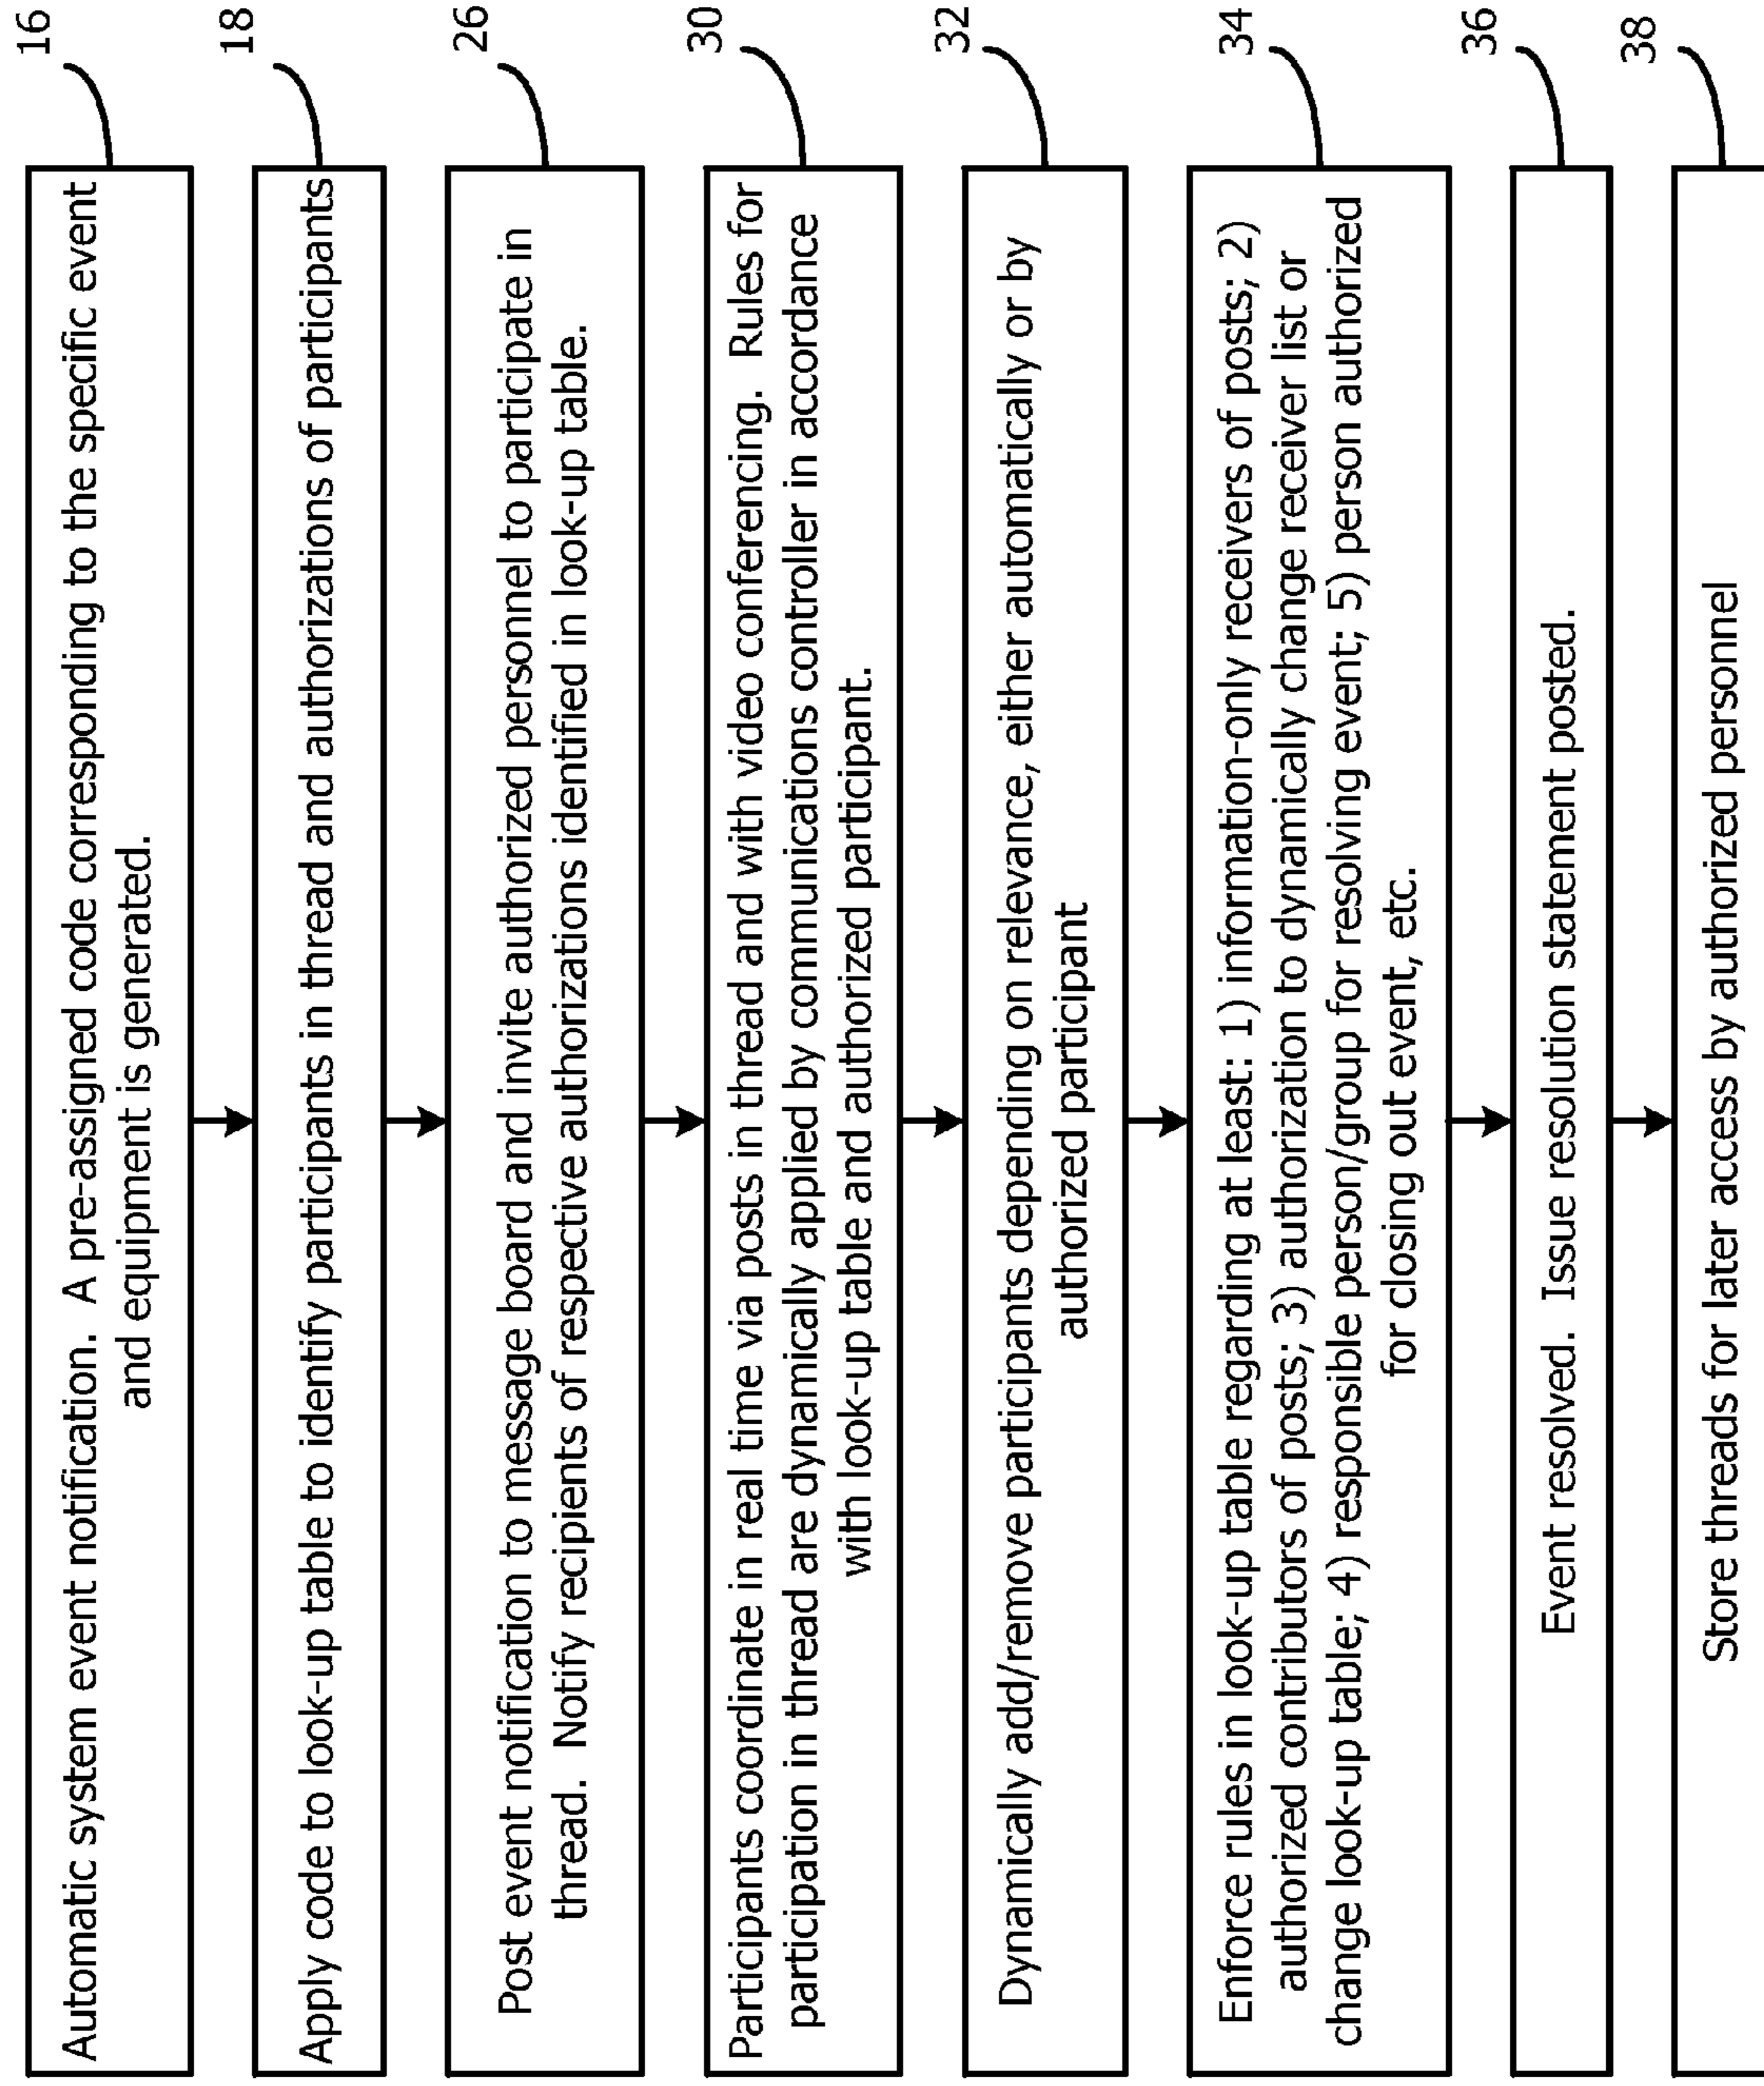 16
Automatic system event notification. A pre-assigned code corresponding to the specific event
and equipment is generated.
18
Apply code to look-up table to identify participants in thread and authorizations of participants
26
Post event notification to message board and invite authorized personnel to participate in
thread. Notify recipients of respective authorizations identified in look-up table.
30
Participants coordinate in real time via posts in thread and with video conferencing. Rules for
participation in thread are dynamically applied by communications controller in accordance
with look-up table and authorized participant.
32
Dynamically add/remove participants depending on relevance, either automatically or by
authorized participant
34
Enforce rules in look-up table regarding at least: 1) information-only receivers of posts; 2)
authorized contributors of posts; 3) authorization to dynamically change receiver list or
change look-up table; 4) responsible person/group for resolving event; 5) person authorized
for closing out event, etc.
36
Event resolved. Issue resolution statement posted.
38
Store threads for later access by authorized personnel